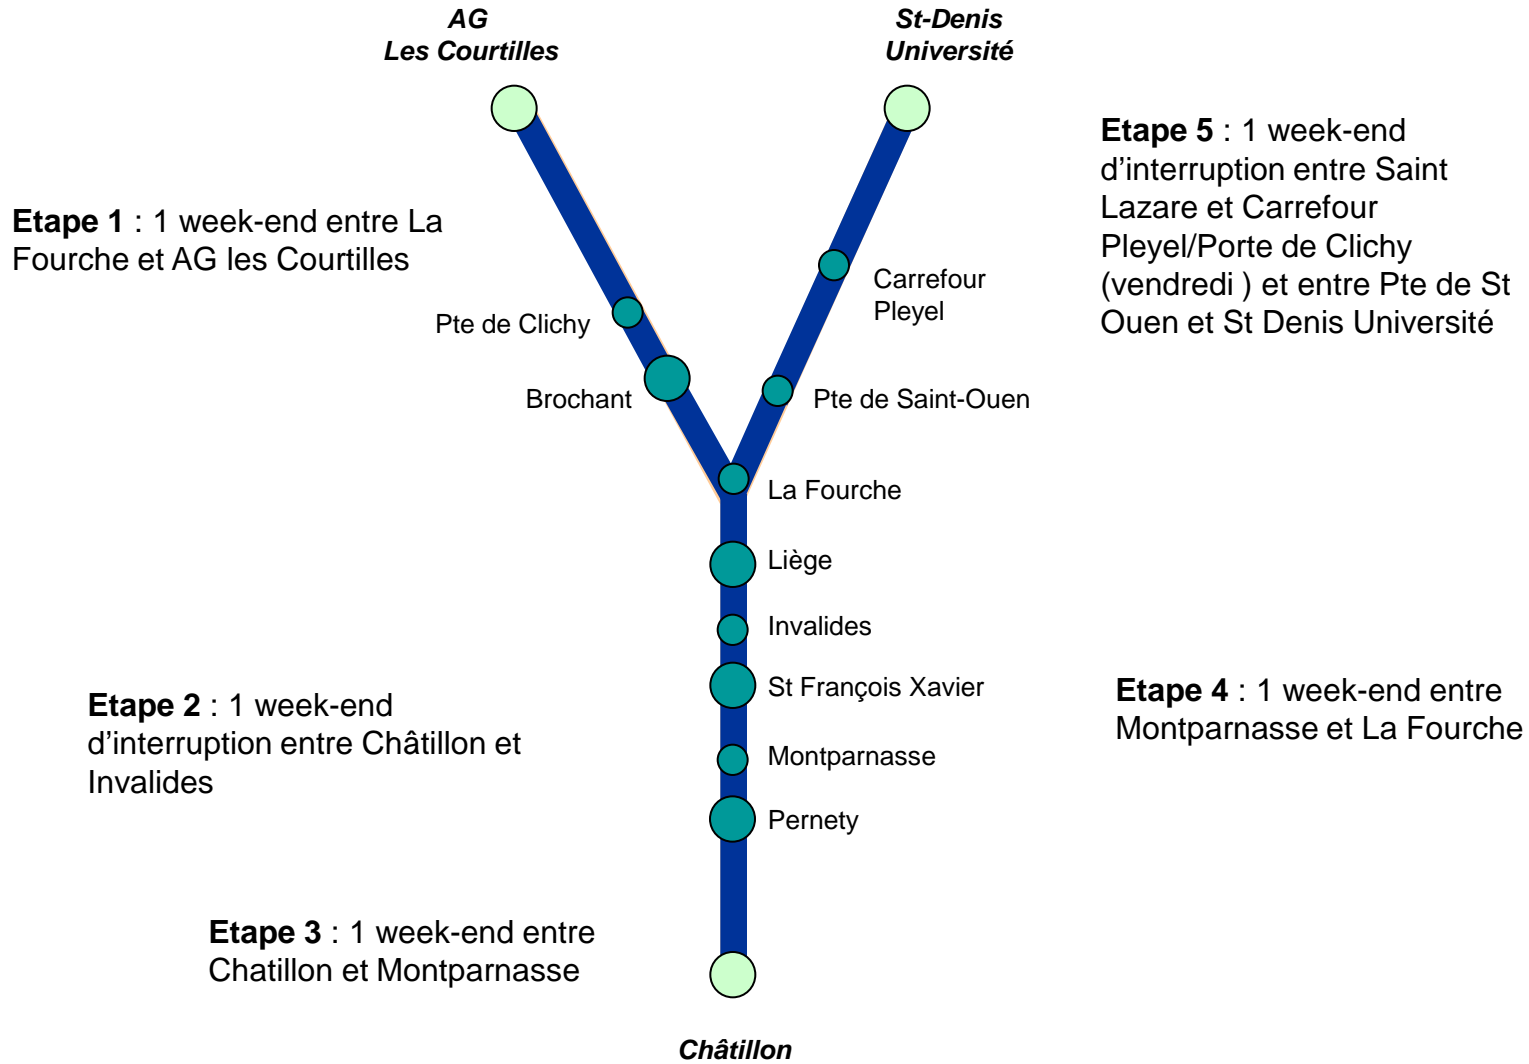 AG
Les Courtilles
St-Denis
Université
Etape 5 : 1 week-end
d’interruption entre Saint
Lazare et Carrefour
Pleyel/Porte de Clichy
(vendredi ) et entre Pte de St
Ouen et St Denis Université
Etape 1 : 1 week-end entre La
Fourche et AG les Courtilles
Carrefour
Pleyel
Pte de Clichy
Brochant
Pte de Saint-Ouen
La Fourche
Liège
Invalides
St François Xavier
Etape 2 : 1 week-end
d’interruption entre Châtillon et
Invalides
Etape 4 : 1 week-end entre
Montparnasse et La Fourche
Montparnasse
Pernety
Etape 3 : 1 week-end entre
Chatillon et Montparnasse
Châtillon